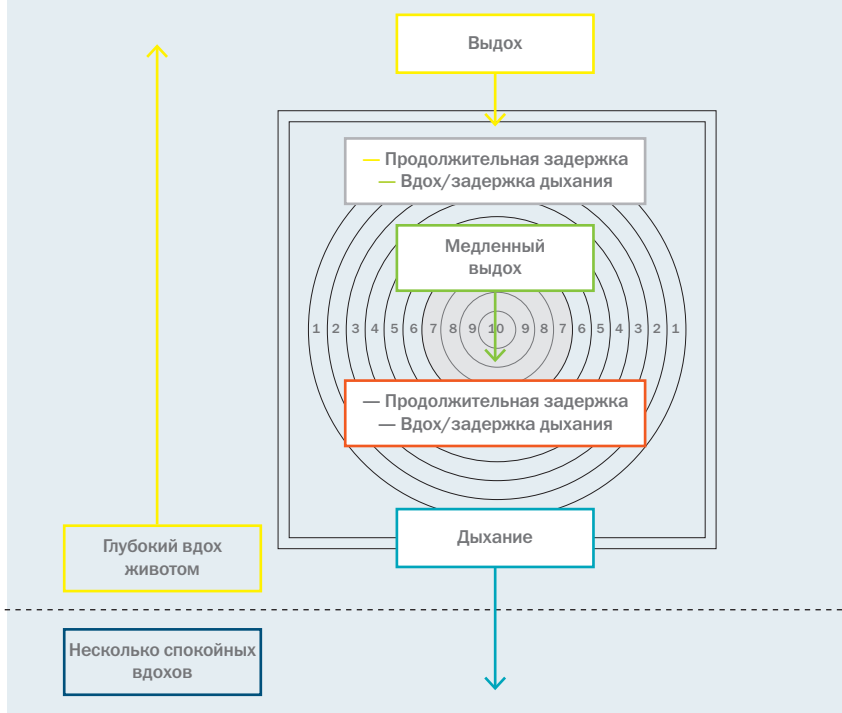 Выдох
— Продолжительная задержка
— Вдох/задержка дыхания
Медленный
выдох
1 2 3 4 5 6 7 8 9 10 9 8 7 6 5 4 3 2 1
— Продолжительная задержка
— Вдох/задержка дыхания
Дыхание
Глубокий вдох
животом
Несколько спокойных
вдохов